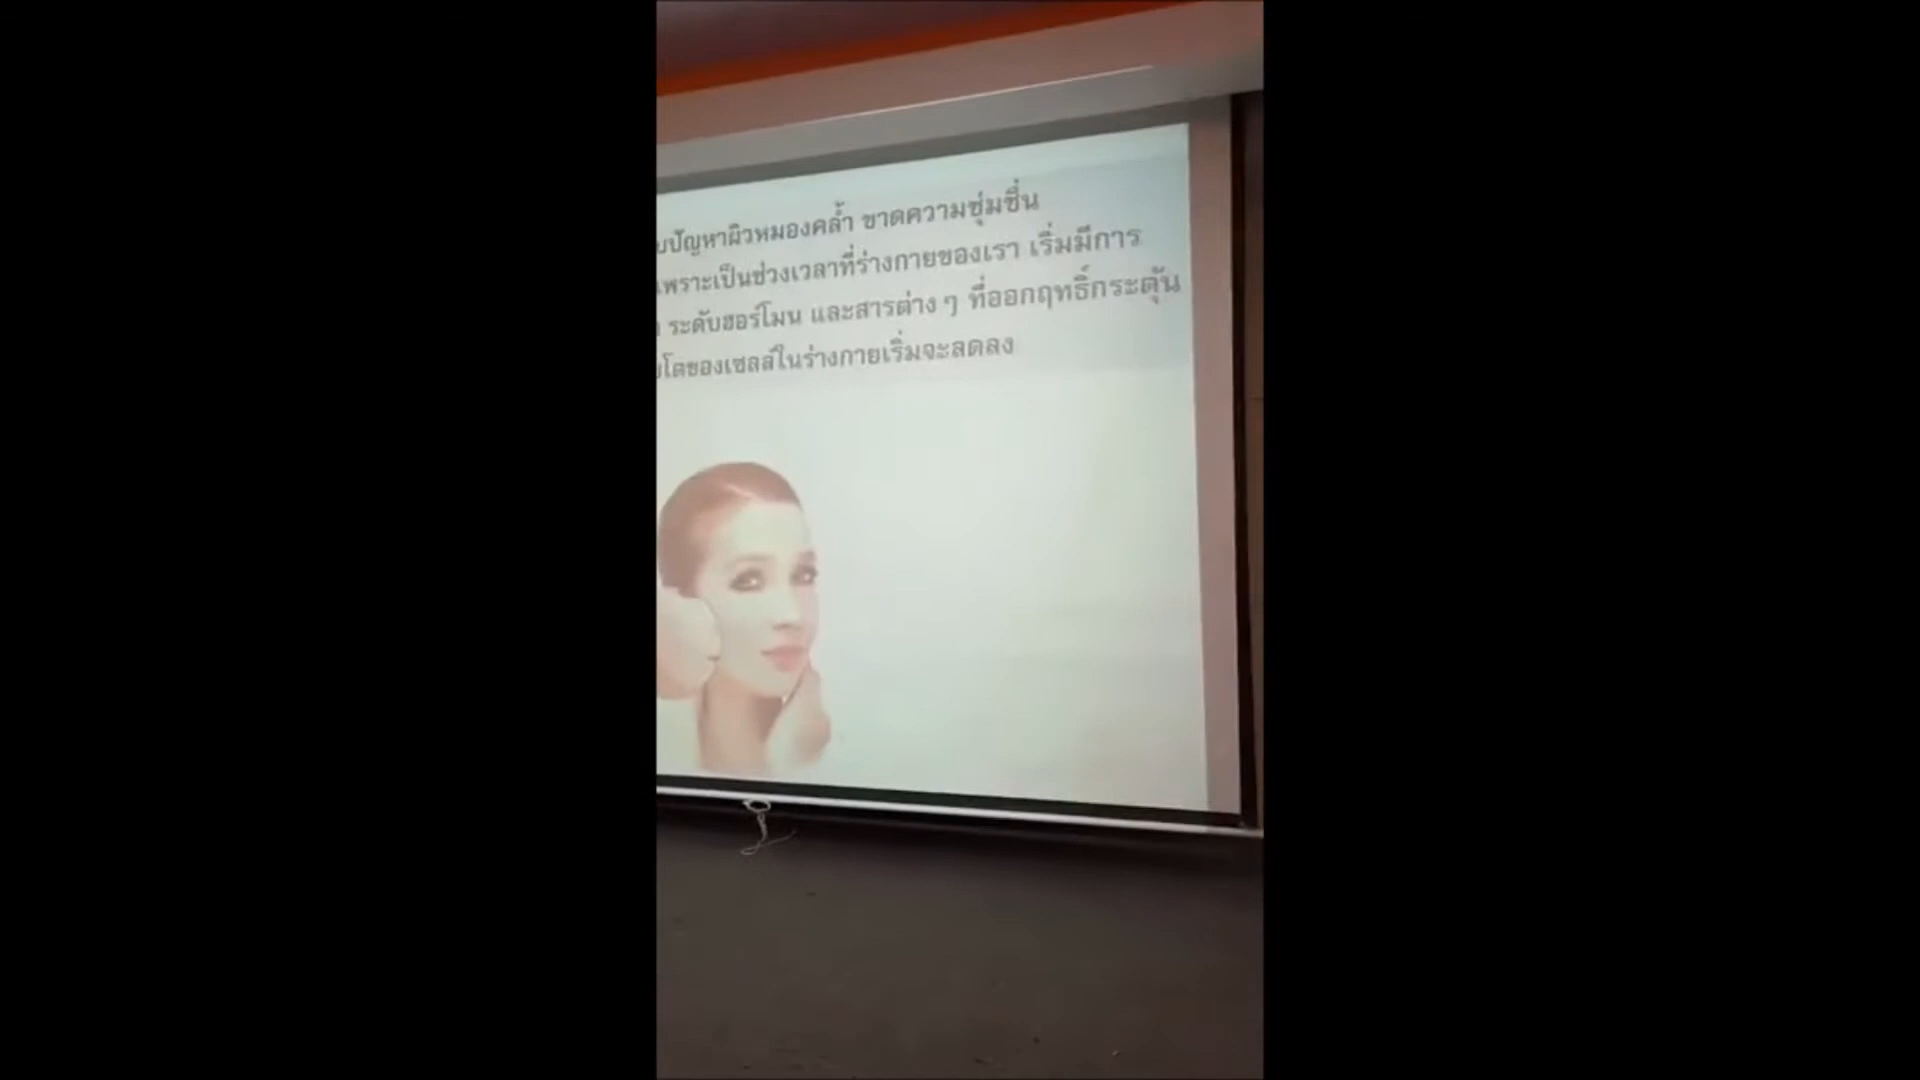 ปัญหาผิวหมองคล้ำ ขาดความชุ่มชื่น
เพราะเป็นช่วงเวลาที่ร่างกายของเรา เริ่มมีการ
ระดับฮอร์โมน และสารต่าง ๆ ที่ออกฤทธิ์กระตุ้น
โตของเซลล์ในร่างกายเริ่มจะลดลง